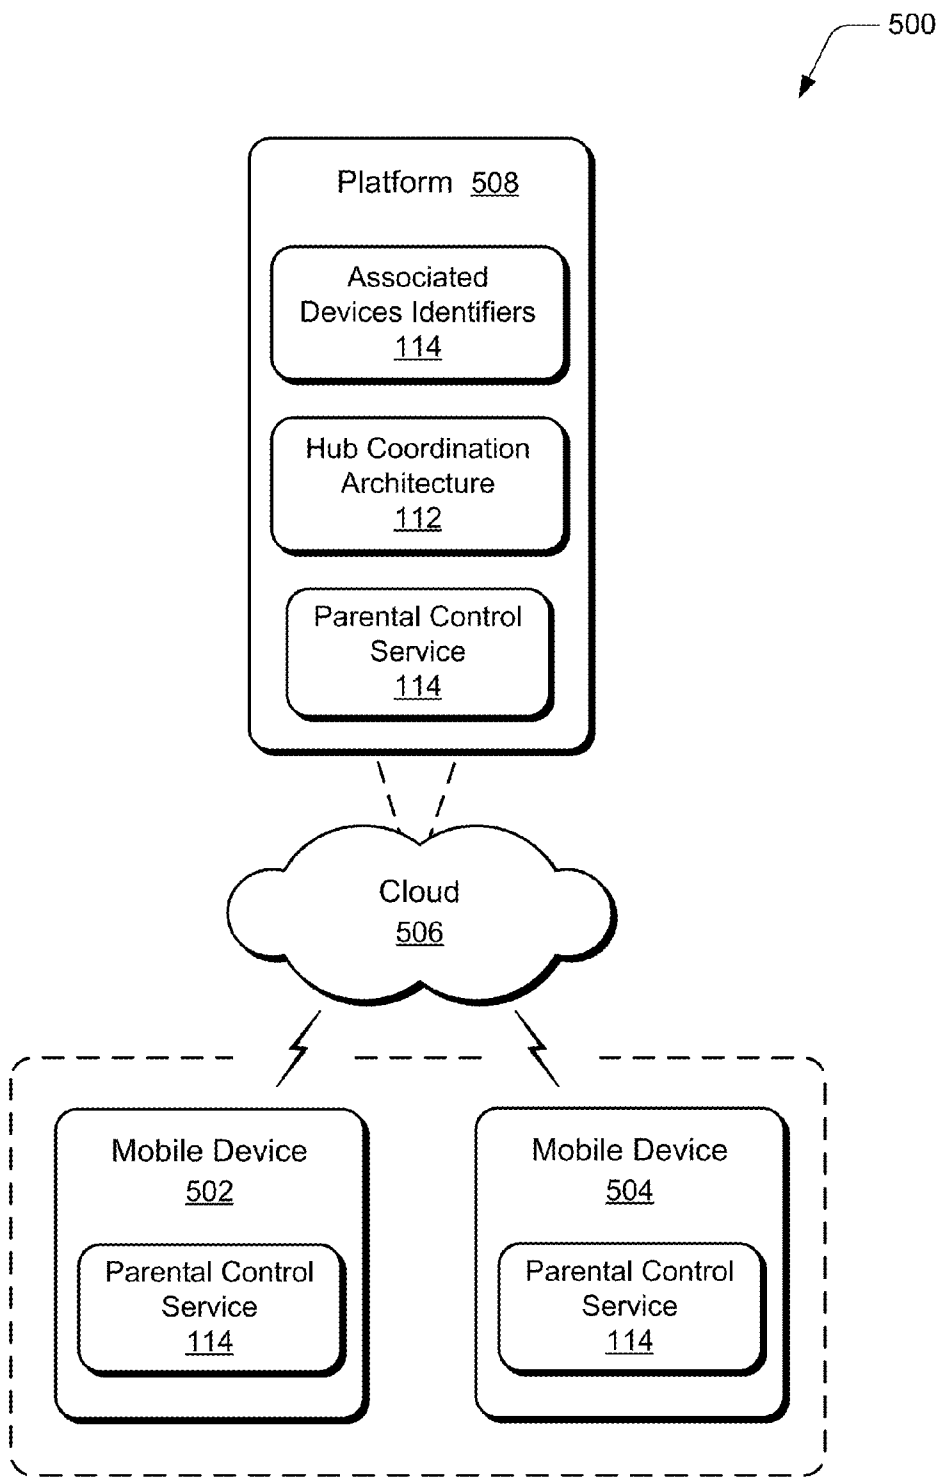 500
Platform 508
Associated
Devices Identifiers
114
Hub Coordination
Architecture
112
Parental Control
Service
114
Cloud
506
Mobile Device
502
Parental Control
Service
114
Mobile Device
504
Parental Control
Service
114